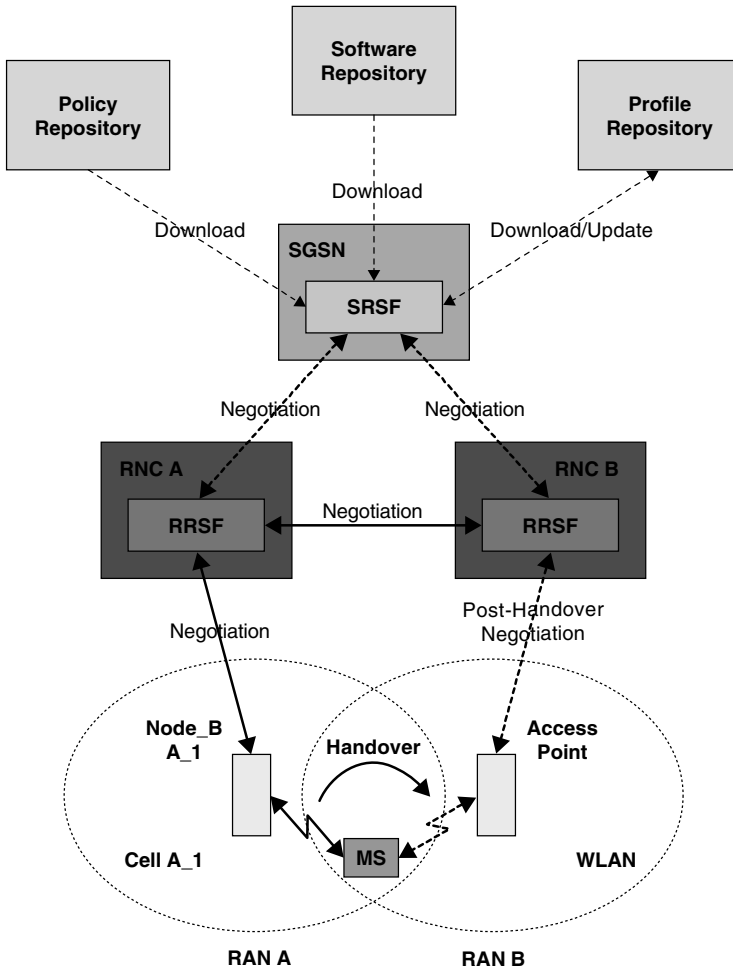 Software
Repository
Policy
Repository
Profile
Repository
Download
Download
Download/Update
SGSN
SRSF
Negotiation
Negotiation
RNC A
RNC B
RRSF
Negotiation
RRSF
Negotiation
Post-Handover
Negotiation
Node_B
A_1
Handover
Access
Point
Cell A_1
MS
WLAN
RAN A
RAN B